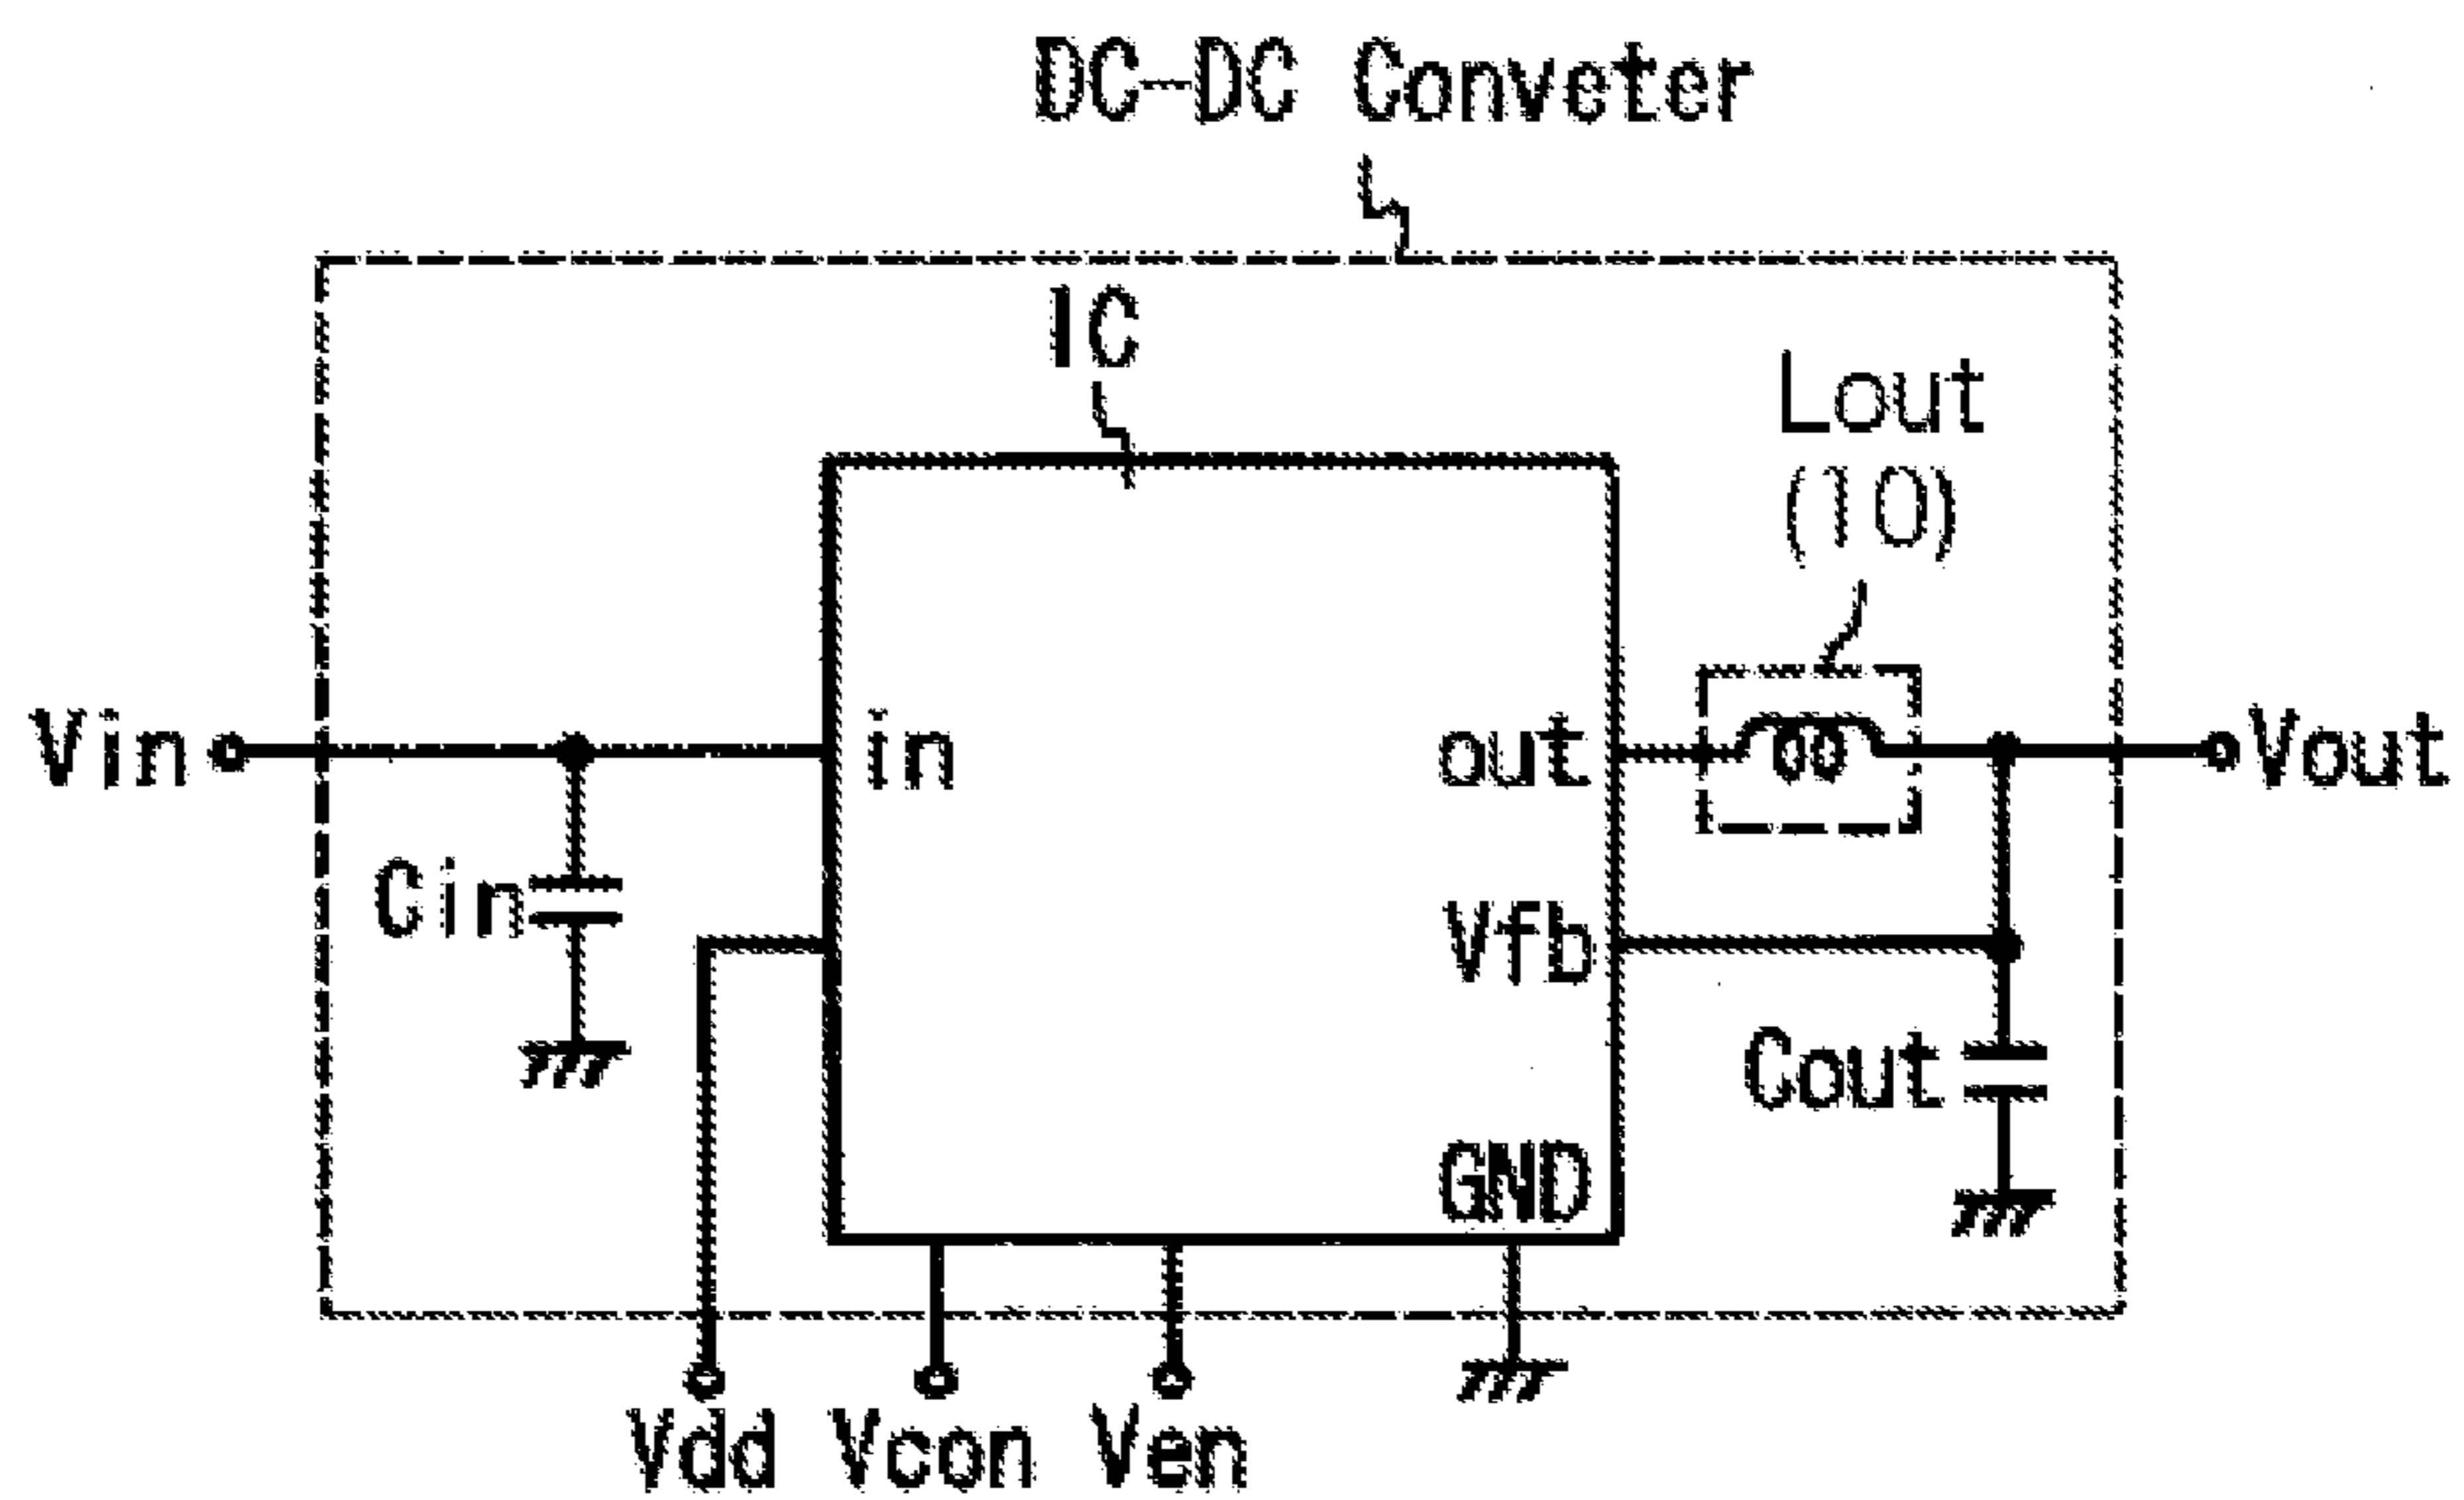 DC-DC Conveter
IC
Lout
(10)
Vin
in
out
Vout
Cin
Vfb
Cout
GND
Vdd Vcon Ven